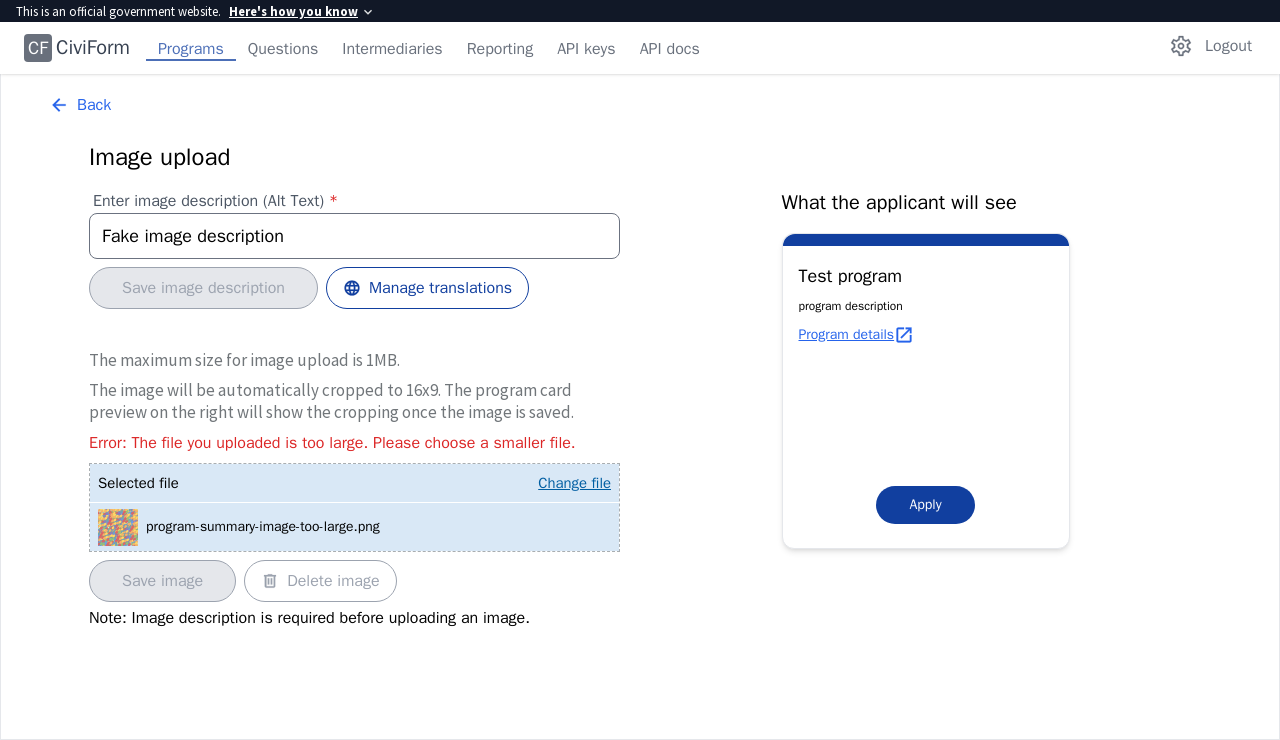 This is an official government website. Here's how you know
CF CiviForm Programs Questions Intermediaries Reporting API keys API docs Logout
Back
Image upload
Enter image description (Alt Text) *
Fake image description
Save image description Manage translations
The maximum size for image upload is 1MB.
The image will be automatically cropped to 16x9. The program card
preview on the right will show the cropping once the image is saved.
Error: The file you uploaded is too large. Please choose a smaller file.
Selected file Change file
program-summary-image-too-large.png
Save image Delete image
Note: Image description is required before uploading an image.
What the applicant will see
Test program
program description
Program details
Apply